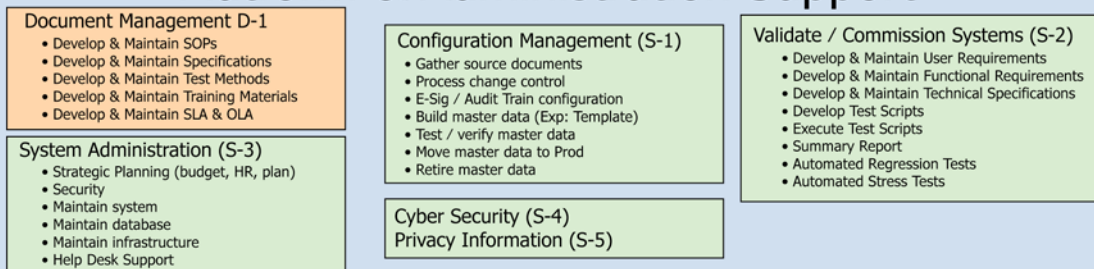 Document Management D-1
• Develop & Maintain SOPs
• Develop & Maintain Specifications
• Develop & Maintain Test Methods
• Develop & Maintain Training Materials
• Develop & Maintain SLA & OLA
System Administration (S-3)
• Strategic Planning (budget, HR, plan)
• Security
• Maintain system
• Maintain database
• Maintain infrastructure
• Help Desk Support
Configuration Management (S-1)
• Gather source documents
• Process change control
• E-Sig / Audit Train configuration
• Build master data (Exp: Template)
• Test / verify master data
• Move master data to Prod
• Retire master data
Cyber Security (S-4)
Privacy Information (S-5)
Validate / Commission Systems (S-2)
• Develop & Maintain User Requirements
• Develop & Maintain Functional Requirements
• Develop & Maintain Technical Specifications
• Develop Test Scripts
• Execute Test Scripts
• Summary Report
• Automated Regression Tests
• Automated Stress Tests